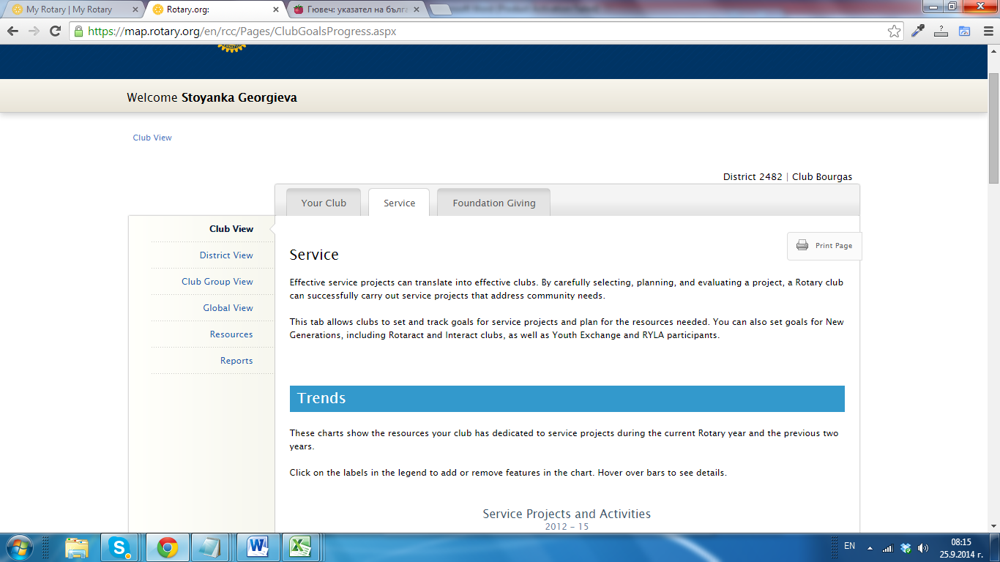 My Rotary | My Rotary
Rotary.org:
Гювеч: указател на бълга
https://map.rotary.org/en/rcc/Pages/ClubGoalsProgress.aspx
Welcome Stoyanka Georgieva
Club View
District 2482 | Club Bourgas
Your Club
Service
Foundation Giving
Club View
District View
Club Group View
Global View
Resources
Reports
Print Page
Service
Effective service projects can translate into effective clubs. By carefully selecting, planning, and evaluating a project, a Rotary club
can successfully carry out service projects that address community needs.
This tab allows clubs to set and track goals for service projects and plan for the resources needed. You can also set goals for New
Generations, including Rotaract and Interact clubs, as well as Youth Exchange and RYLA participants.
Trends
These charts show the resources your club has dedicated to service projects during the current Rotary year and the previous two
years.
Click on the labels in the legend to add or remove features in the chart. Hover over bars to see details.
Service Projects and Activities
2012 – 15
EN
08:15
25.9.2014 г.